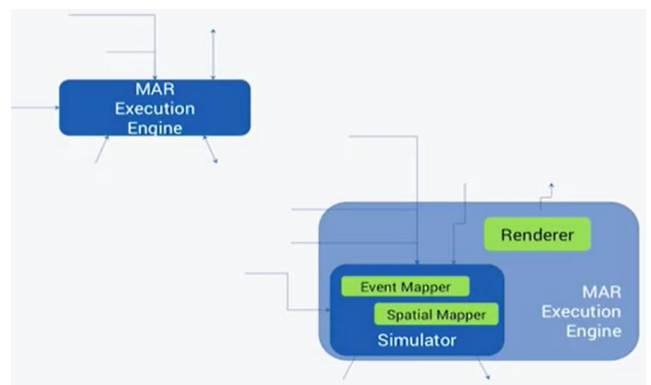 MAR
Execution
Engine
Renderer
Event Mapper
MAR
Spatial Mapper
Execution
Engine
Simulator